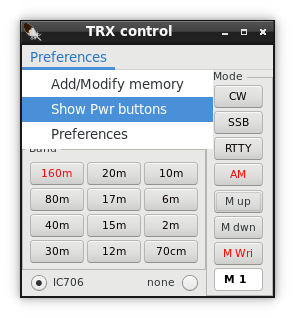 TRX control
Preferences
Add/Modify memory
Show Pwr buttons
Preferences
Mode
CW
SSB
RTTY
AM
M up
M dwn
M Wri
M 1
Band
160m 20m 10m
80m 17m 6m
40m 15m 2m
30m 12m 70cm
IC706 none